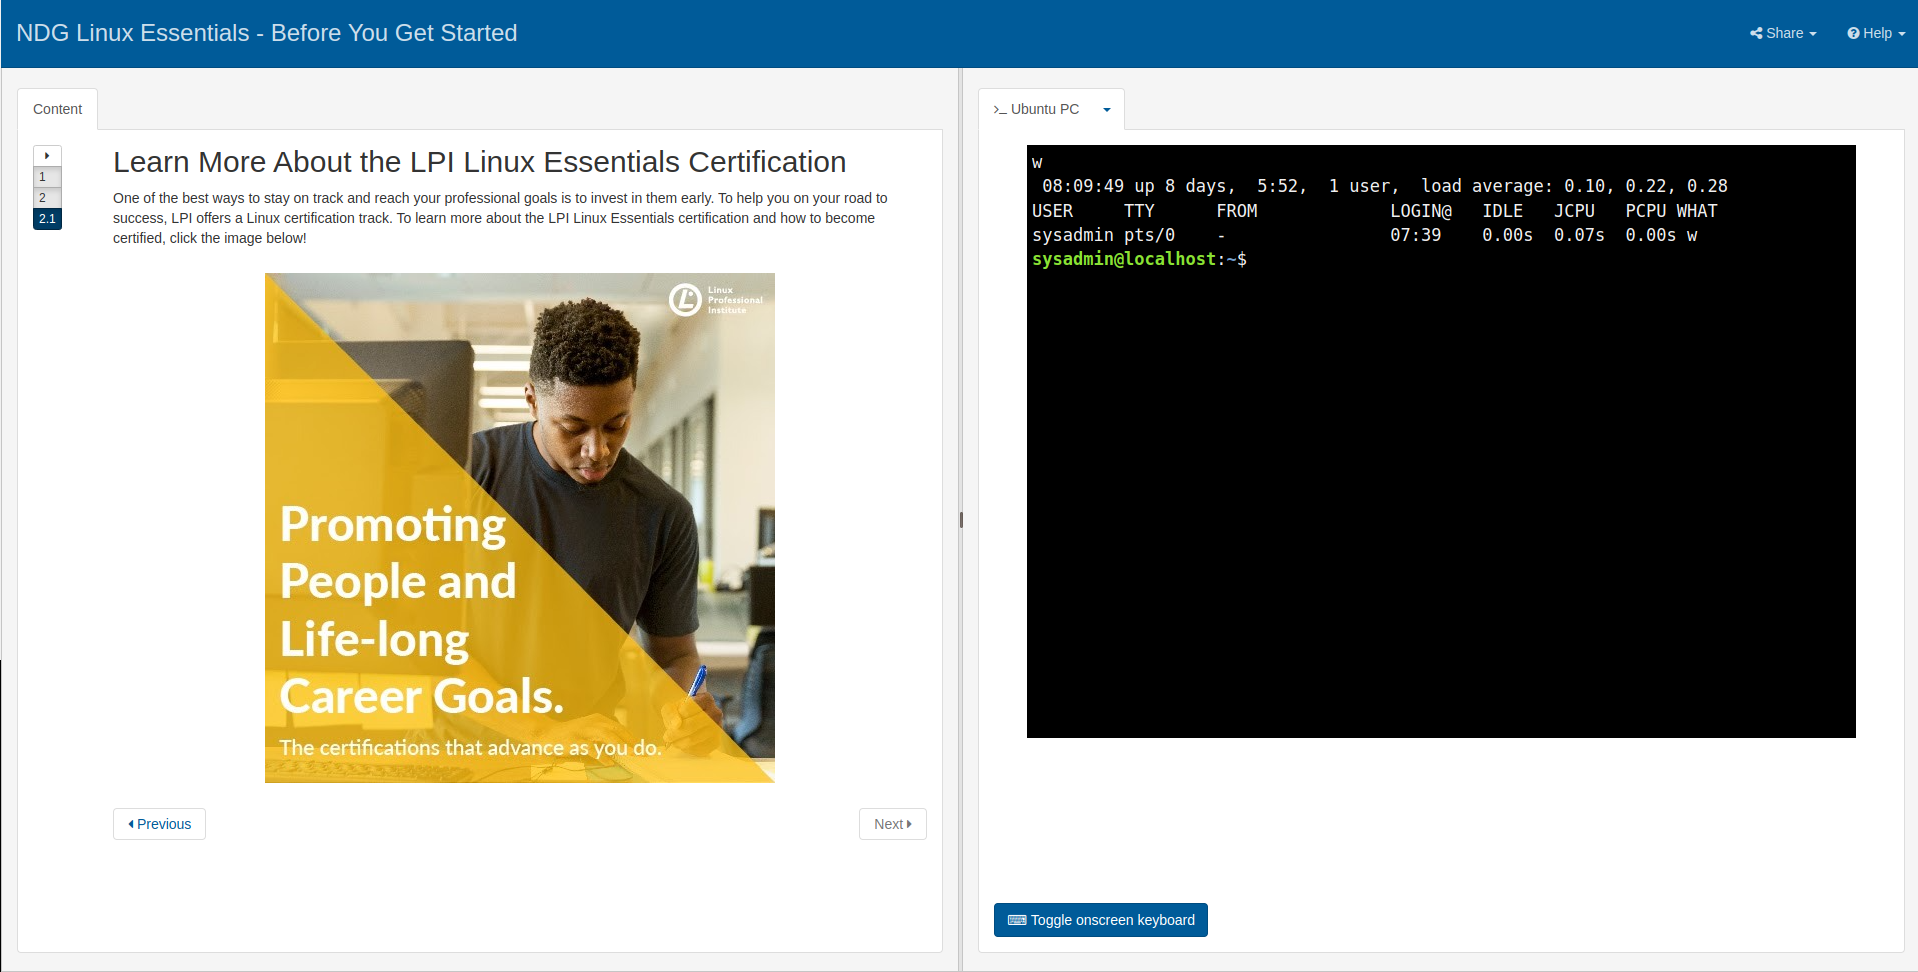 NDG Linux Essentials - Before You Get Started
Share
Help
Content
1
2
2.1
Learn More About the LPI Linux Essentials Certification
One of the best ways to stay on track and reach your professional goals is to invest in them early. To help you on your road to
success, LPI offers a Linux certification track. To learn more about the LPI Linux Essentials certification and how to become
certified, click the image below!
Linux
Professional
Institute
Promoting
People and
Life-long
Career Goals.
The certifications that advance as you do.
Previous
Next
>_ Ubuntu PC
w
08:09:49 up 8 days,  5:52,  1 user,  load average: 0.10, 0.22, 0.28
USER     TTY      FROM             LOGIN@   IDLE   JCPU   PCPU WHAT
sysadmin pts/0    -                07:39    0.00s  0.07s  0.00s w
sysadmin@localhost:~$
Toggle onscreen keyboard